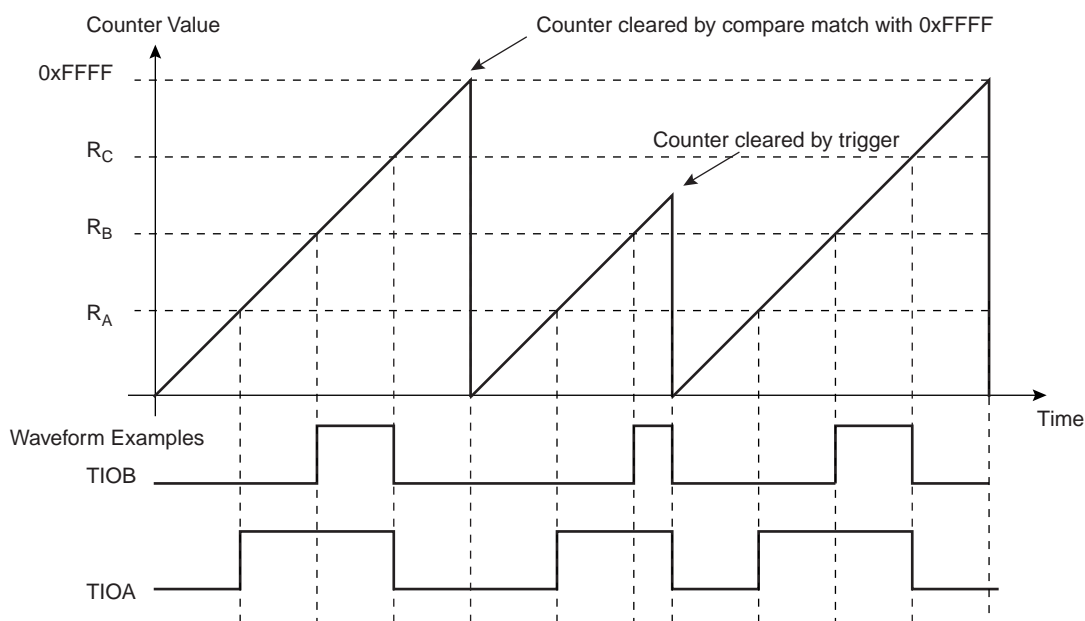 Counter Value
Counter cleared by compare match with 0xFFFF
0xFFFF
Counter cleared by trigger
RC
RB
RA
Time
Waveform Examples
TIOB
TIOA